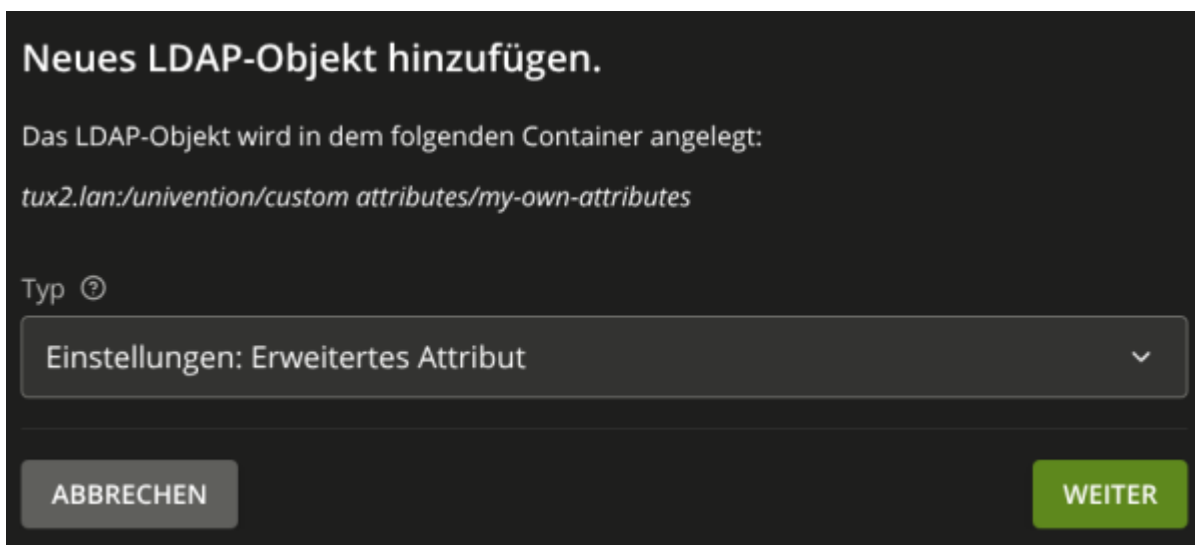 Neues LDAP-Objekt hinzufügen.
Das LDAP-Objekt wird in dem folgenden Container angelegt:
tux2.lan:/univention/custom attributes/my-own-attributes
Typ
Einstellungen: Erweitertes Attribut
ABBRECHEN
WEITER